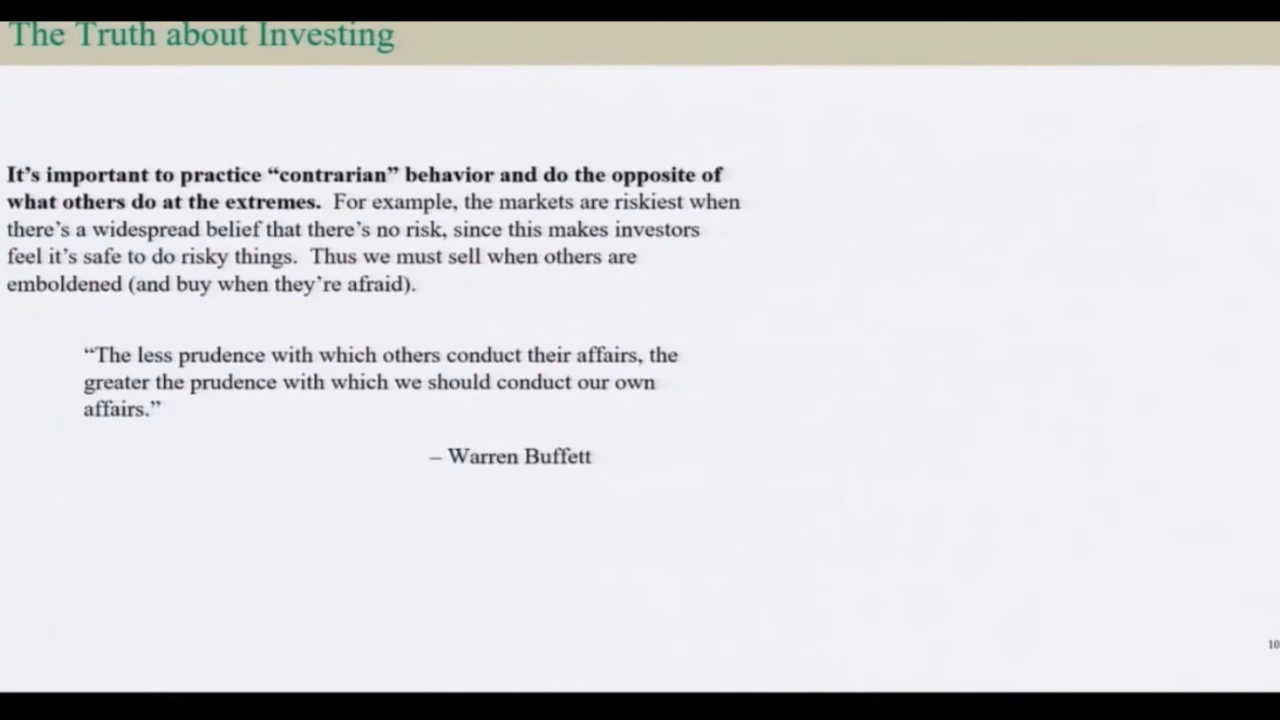 The Truth about Investing
It’s important to practice “contrarian” behavior and do the opposite of
what others do at the extremes. For example, the markets are riskiest when
there’s a widespread belief that there’s no risk, since this makes investors
feel it’s safe to do risky things. Thus we must sell when others are
emboldened (and buy when they’re afraid).
“The less prudence with which others conduct their affairs, the
greater the prudence with which we should conduct our own
affairs.”
– Warren Buffett
10